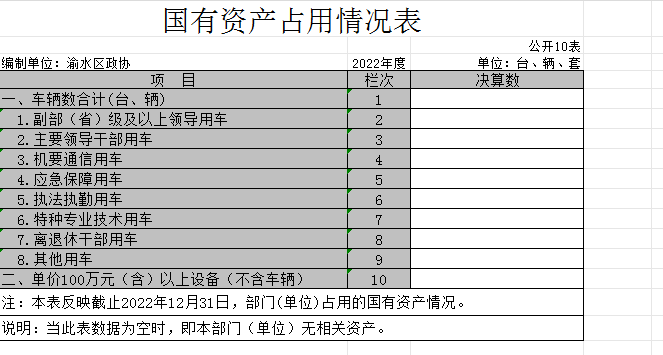 国有资产占用情况表
公开10表
编制单位：渝水区政协 2022年度 单位：台、辆、套
项 目 栏次 决算数
一、车辆数合计(台、辆) 1
1.副部（省）级及以上领导用车 2
2.主要领导干部用车 3
3.机要通信用车 4
4.应急保障用车 5
5.执法执勤用车 6
6.特种专业技术用车 7
7.离退休干部用车 8
8.其他用车 9
二、单价100万元（含）以上设备（不含车辆） 10
注：本表反映截止2022年12月31日，部门(单位)占用的国有资产情况。
说明：当此表数据为空时，即本部门（单位）无相关资产。